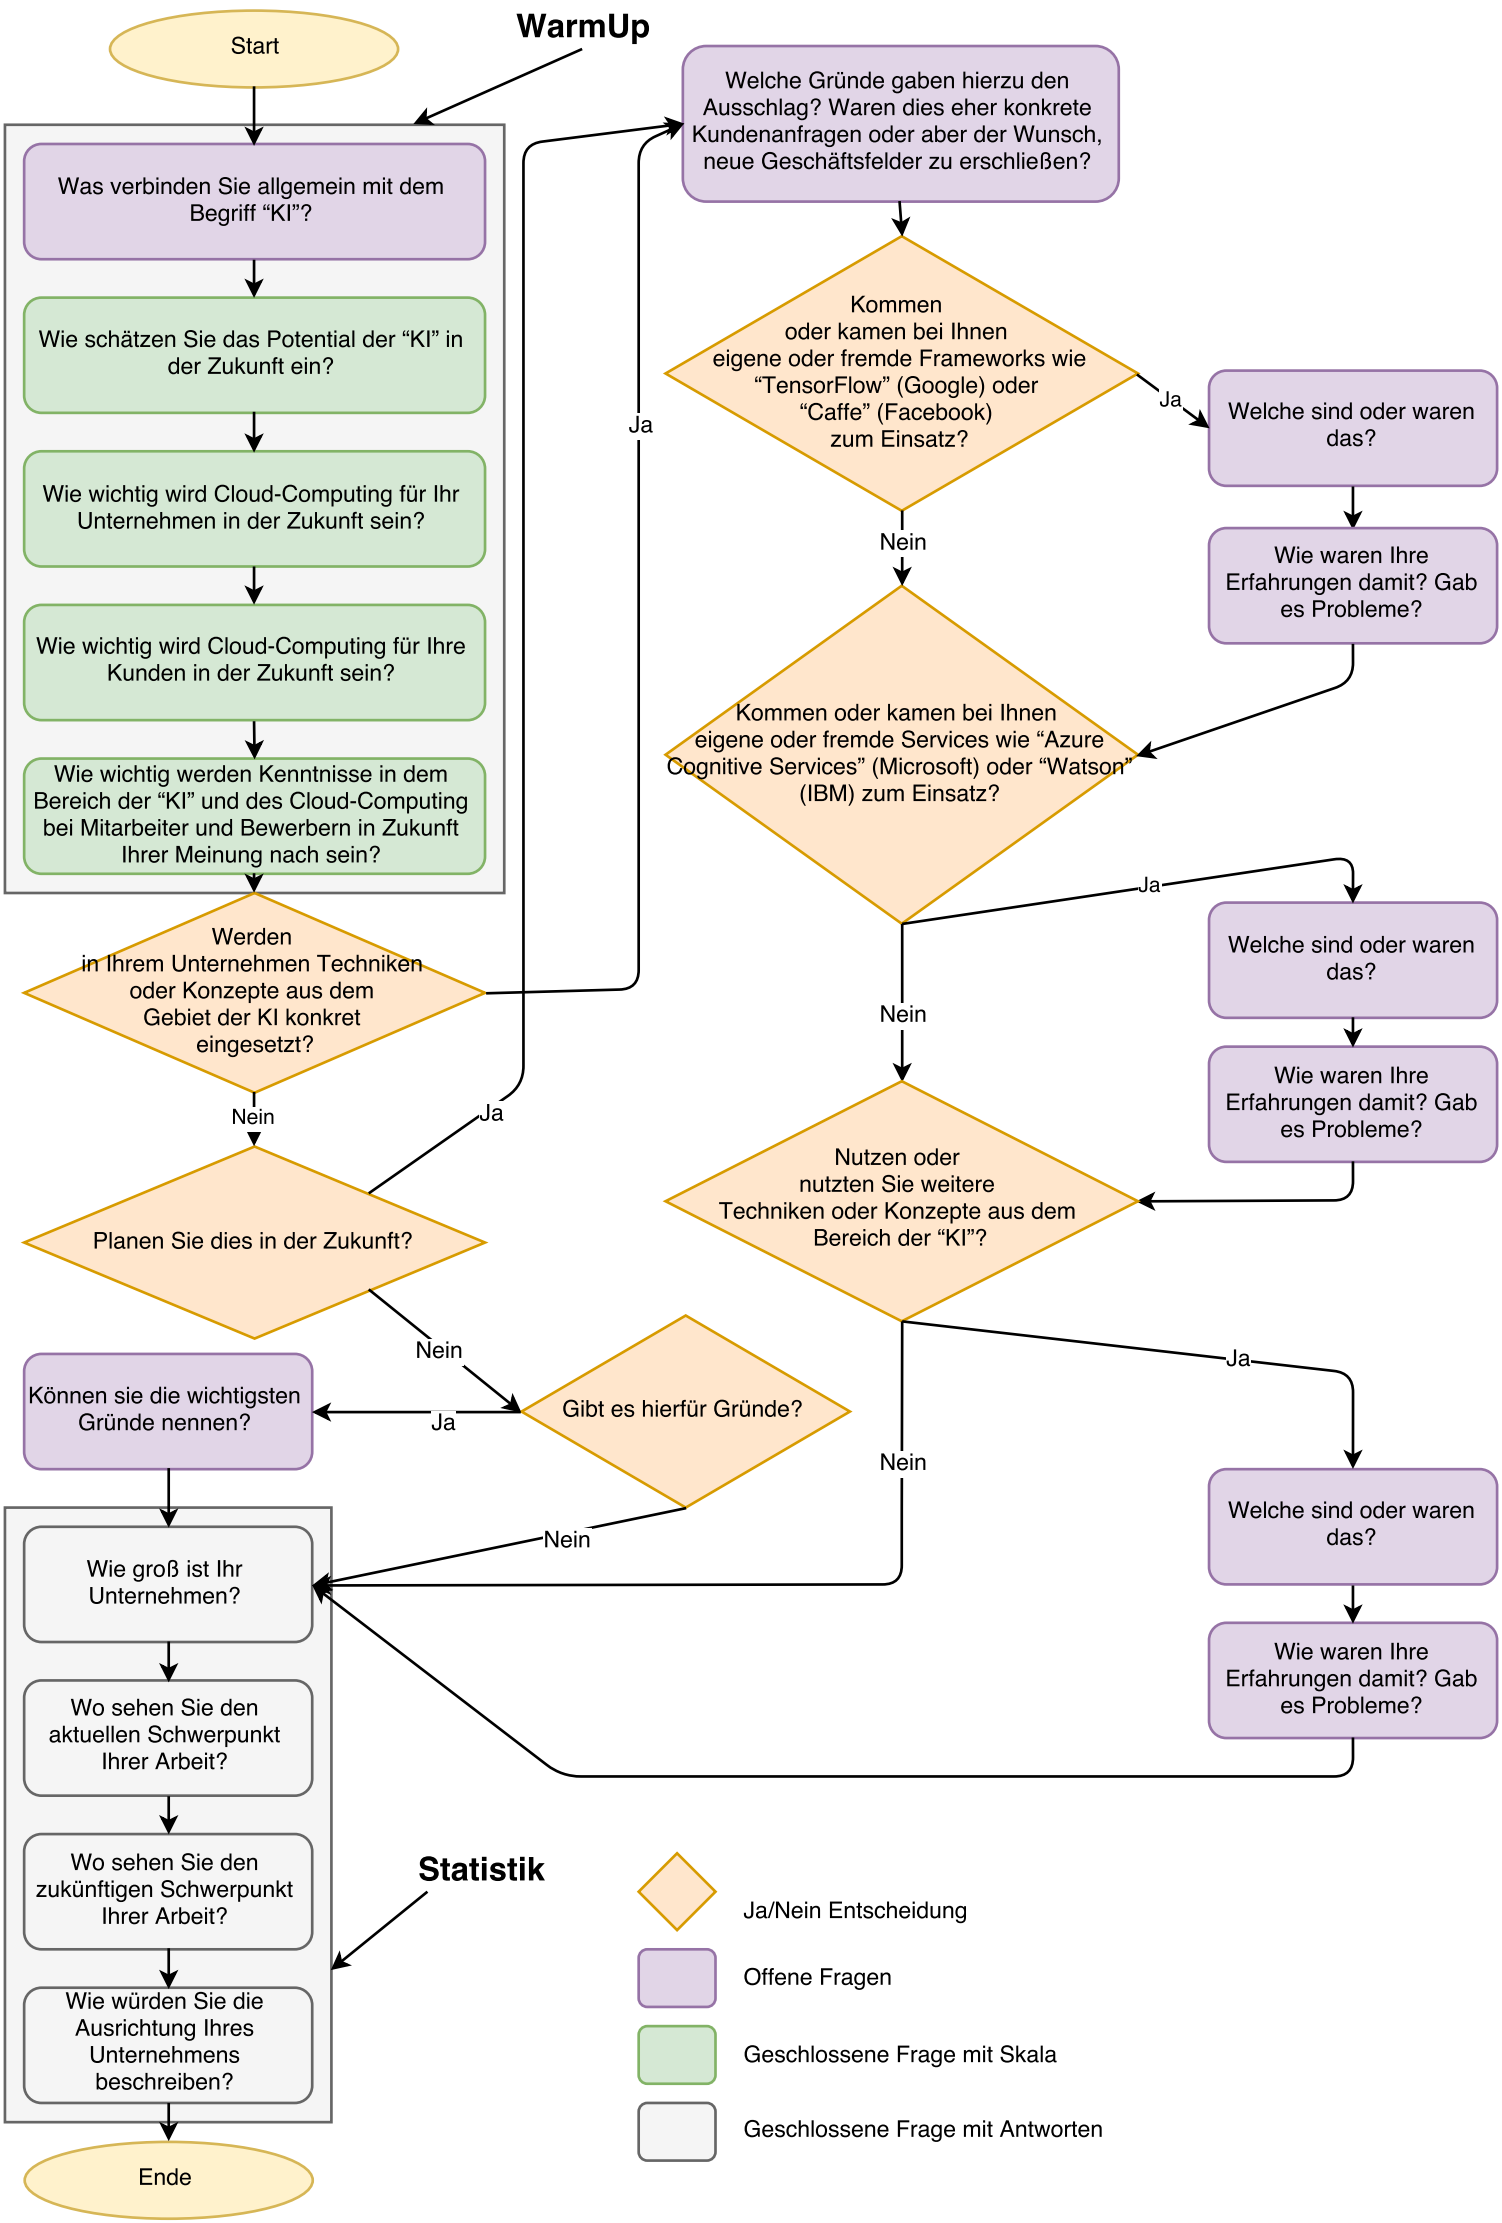 Start
WarmUp
Was verbinden Sie allgemein mit dem
Begriff “KI”?
Wie schätzen Sie das Potential der “KI” in
der Zukunft ein?
Wie wichtig wird Cloud-Computing für Ihr
Unternehmen in der Zukunft sein?
Wie wichtig wird Cloud-Computing für Ihre
Kunden in der Zukunft sein?
Wie wichtig werden Kenntnisse in dem
Bereich der “KI” und des Cloud-Computing
bei Mitarbeiter und Bewerbern in Zukunft
Ihrer Meinung nach sein?
Werden
in Ihrem Unternehmen Techniken
oder Konzepte aus dem
Gebiet der KI konkret
eingesetzt?
Ja
Nein
Planen Sie dies in der Zukunft?
Ja
Nein
Gibt es hierfür Gründe?
Ja
Nein
Können sie die wichtigsten
Gründe nennen?
Welche Gründe gaben hierzu den
Ausschlag? Waren dies eher konkrete
Kundenanfragen oder aber der Wunsch,
neue Geschäftsfelder zu erschließen?
Kommen
oder kamen bei Ihnen
eigene oder fremde Frameworks wie
“TensorFlow” (Google) oder
“Caffe” (Facebook)
zum Einsatz?
Ja
Nein
Welche sind oder waren
das?
Wie waren Ihre
Erfahrungen damit? Gab
es Probleme?
Kommen oder kamen bei Ihnen
eigene oder fremde Services wie “Azure
Cognitive Services” (Microsoft) oder “Watson”
(IBM) zum Einsatz?
Ja
Nein
Welche sind oder waren
das?
Wie waren Ihre
Erfahrungen damit? Gab
es Probleme?
Nutzen oder
nutzten Sie weitere
Techniken oder Konzepte aus dem
Bereich der “KI”?
Ja
Nein
Welche sind oder waren
das?
Wie waren Ihre
Erfahrungen damit? Gab
es Probleme?
Wie groß ist Ihr
Unternehmen?
Wo sehen Sie den
aktuellen Schwerpunkt
Ihrer Arbeit?
Wo sehen Sie den
zukünftigen Schwerpunkt
Ihrer Arbeit?
Wie würden Sie die
Ausrichtung Ihres
Unternehmens
beschreiben?
Ende
Statistik
Ja/Nein Entscheidung
Offene Fragen
Geschlossene Frage mit Skala
Geschlossene Frage mit Antworten